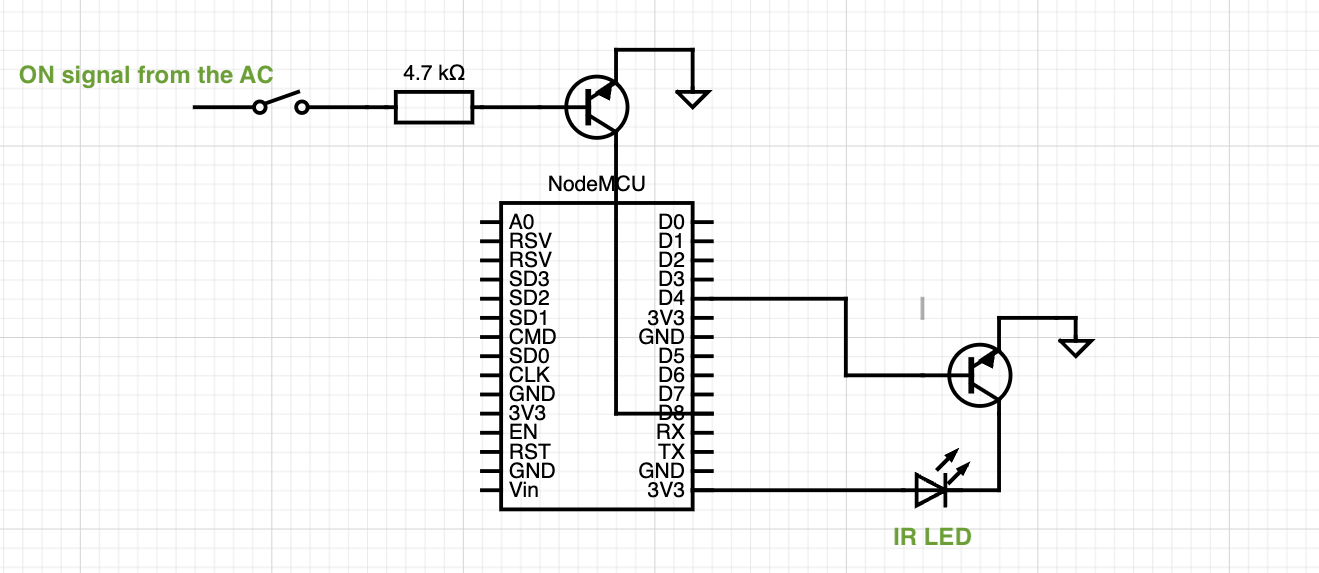 ON signal from the AC
4.7 kΩ
NodeMCU
A0 D0
RSV D1
RSV D2
SD3 D3
SD2 D4
SD1 3V3
CMD GND
SD0 D5
CLK D6
GND D7
3V3 D8
EN RX
RST TX
GND GND
Vin 3V3
IR LED